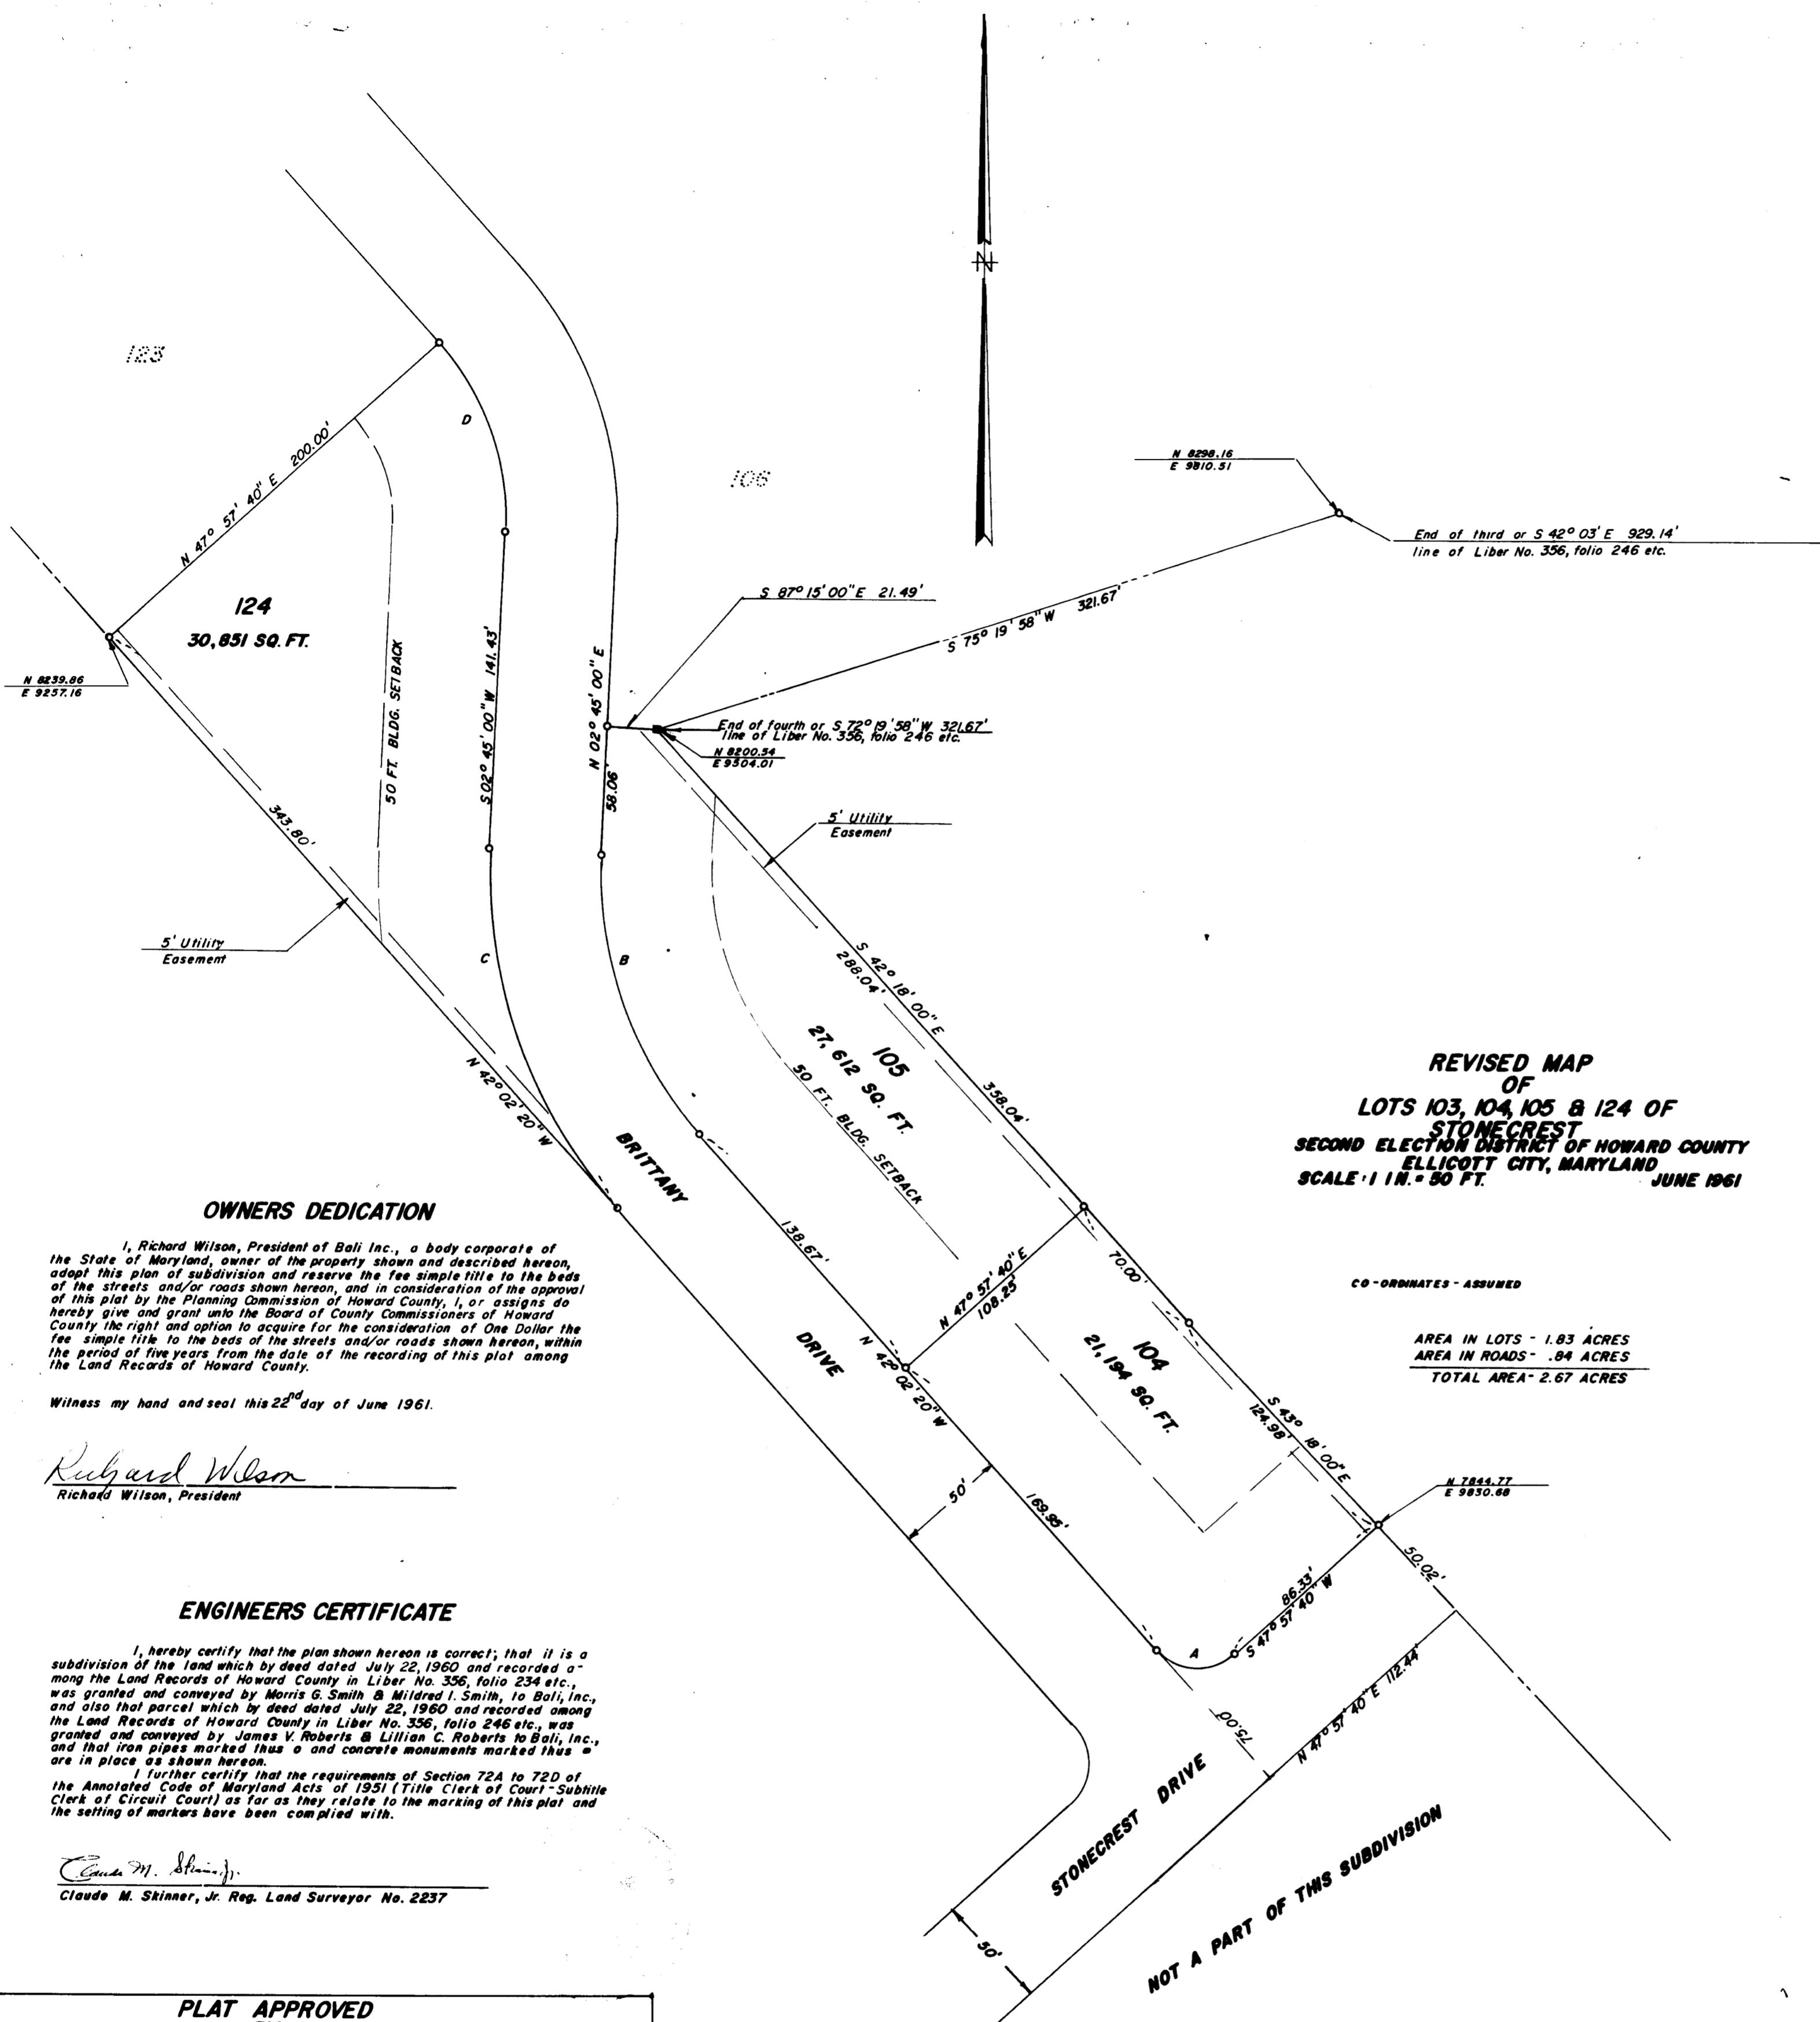 N
123
D
N 47° 57' 40" E 200.00'
106
N 8298.16
E 9810.51
End of third or S 42° 03' E 929.14'
line of Liber No. 356, folio 246 etc.
S 87° 15' 00" E 21.49'
S 75° 19' 58" W 321.67'
124
30,851 SQ. FT.
N 8239.86
E 9257.16
50 FT. BLDG. SETBACK
S 02° 45' 00" W 141.43'
N 02° 45' 00" E
58.06'
End of fourth or S 72° 19' 58" W 321.67'
line of Liber No. 356, folio 246 etc.
N 8200.54
E 9504.01
343.80'
5' Utility
Easement
5' Utility
Easement
C
B
S 42° 18' 00" E
288.04'
358.04'
N 42° 02' 20" W
105
27,612 SQ. FT.
50 FT. BLDG. SETBACK
BRITTANY
DRIVE
138.67'
N 47° 57' 40" E
108.25'
70.00'
N 42° 02' 20" W
104
21,194 SQ. FT.
S 43° 18' 00" E
124.98'
N 7844.77
E 9830.68
50'
169.95'
86.33'
S 47° 57' 40" W
A
50.02'
N 47° 57' 40" E 112.44'
75.00
STONECREST DRIVE
50'
NOT A PART OF THIS SUBDIVISION
REVISED MAP
OF
LOTS 103, 104, 105 & 124 OF
STONECREST
SECOND ELECTION DISTRICT OF HOWARD COUNTY
ELLICOTT CITY, MARYLAND
SCALE: 1 IN. = 50 FT. JUNE 1961
CO-ORDINATES - ASSUMED
AREA IN LOTS - 1.83 ACRES
AREA IN ROADS - .84 ACRES
TOTAL AREA - 2.67 ACRES
OWNERS DEDICATION
I, Richard Wilson, President of Bali Inc., a body corporate of
the State of Maryland, owner of the property shown and described hereon,
adopt this plan of subdivision and reserve the fee simple title to the beds
of the streets and/or roads shown hereon, and in consideration of the approval
of this plat by the Planning Commission of Howard County, I, or assigns do
hereby give and grant unto the Board of County Commissioners of Howard
County the right and option to acquire for the consideration of One Dollar the
fee simple title to the beds of the streets and/or roads shown hereon, within
the period of five years from the date of the recording of this plat among
the Land Records of Howard County.
Witness my hand and seal this 22nd day of June 1961.
Richard Wilson
Richard Wilson, President
ENGINEERS CERTIFICATE
I, hereby certify that the plan shown hereon is correct; that it is a
subdivision of the land which by deed dated July 22, 1960 and recorded a-
mong the Land Records of Howard County in Liber No. 356, folio 234 etc.,
was granted and conveyed by Morris G. Smith & Mildred I. Smith, to Bali, Inc.,
and also that parcel which by deed dated July 22, 1960 and recorded among
the Land Records of Howard County in Liber No. 356, folio 246 etc., was
granted and conveyed by James V. Roberts & Lillian C. Roberts to Bali, Inc.,
and that iron pipes marked thus o and concrete monuments marked thus ▪
are in place as shown hereon.
I further certify that the requirements of Section 72A to 72D of
the Annotated Code of Maryland Acts of 1951 (Title Clerk of Court - Subtitle
Clerk of Circuit Court) as far as they relate to the marking of this plat and
the setting of markers have been complied with.
Claude M. Skinner, Jr.
Claude M. Skinner, Jr. Reg. Land Surveyor No. 2237
PLAT APPROVED